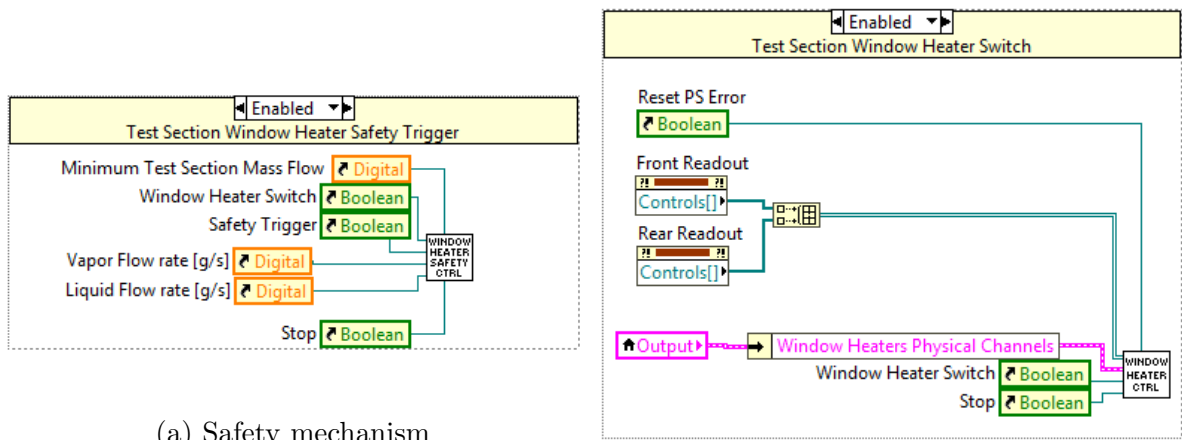 Enabled
Test Section Window Heater Safety Trigger
Minimum Test Section Mass Flow
Digital
Window Heater Switch
Boolean
Safety Trigger
Boolean
Vapor Flow rate [g/s]
Digital
Liquid Flow rate [g/s]
Digital
Stop
Boolean
WINDOW
HEATER
SAFETY
CTRL
(a) Safety mechanism
Enabled
Test Section Window Heater Switch
Reset PS Error
Boolean
Front Readout
?! ?!
Controls[]
Rear Readout
?! ?!
Controls[]
Output
Window Heaters Physical Channels
Window Heater Switch
Boolean
Stop
Boolean
WINDOW
HEATER
CTRL